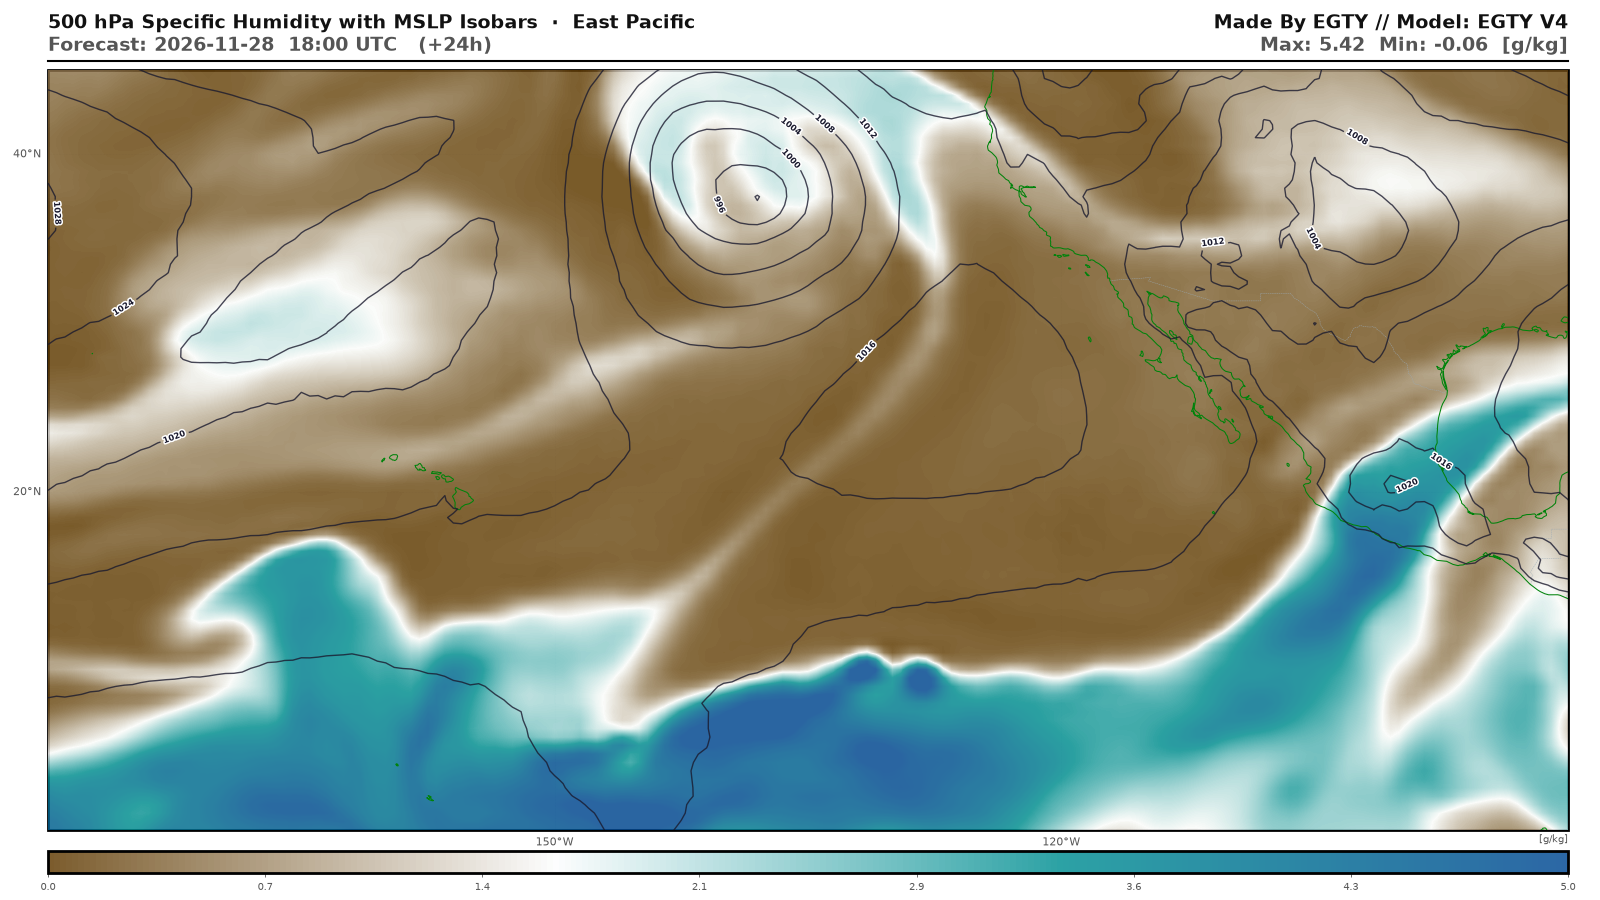 500 hPa Specific Humidity with MSLP Isobars · East Pacific
Made By EGTY // Model: EGTY V4
Forecast: 2026-11-28 18:00 UTC (+24h)
Max: 5.42 Min: -0.06 [g/kg]
1004
1008
1012
40°N
1000
1008
1028
996
1004
1012
1024
1016
1020
1016
20°N
1020
150°W
120°W
[g/kg]
0.0
0.7
1.4
2.1
2.9
3.6
4.3
5.0